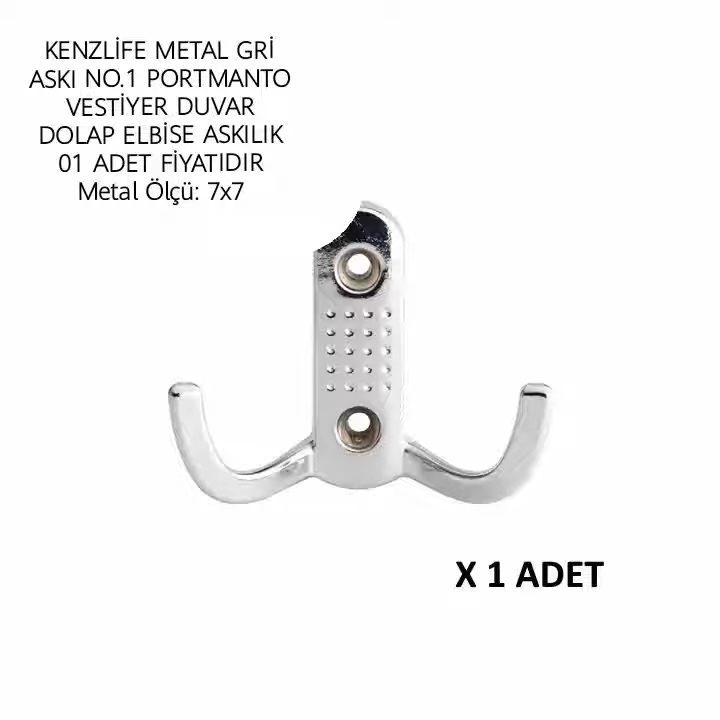 KENZLİFE METAL GRİ
ASKI NO.1 PORTMANTO
VESTİYER DUVAR
DOLAP ELBİSE ASKILIK
01 ADET FİYATIDIR
Metal Ölçü: 7x7
X 1 ADET